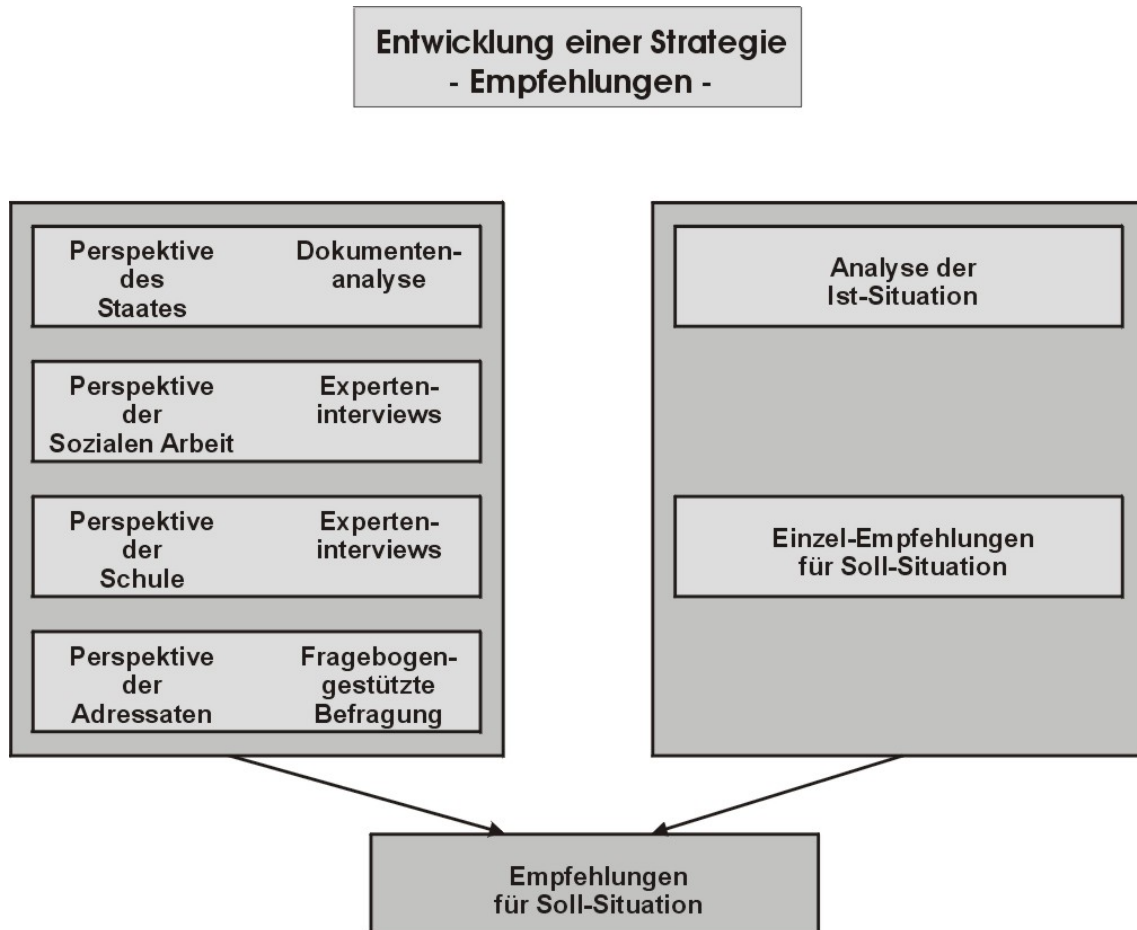 Entwicklung einer Strategie
- Empfehlungen -
Perspektive
des
Staates
Dokumenten-
analyse
Perspektive
der
Sozialen Arbeit
Experten-
interviews
Perspektive
der
Schule
Experten-
interviews
Perspektive
der
Adressaten
Fragebogen-
gestützte
Befragung
Analyse der
Ist-Situation
Einzel-Empfehlungen
für Soll-Situation
Empfehlungen
für Soll-Situation